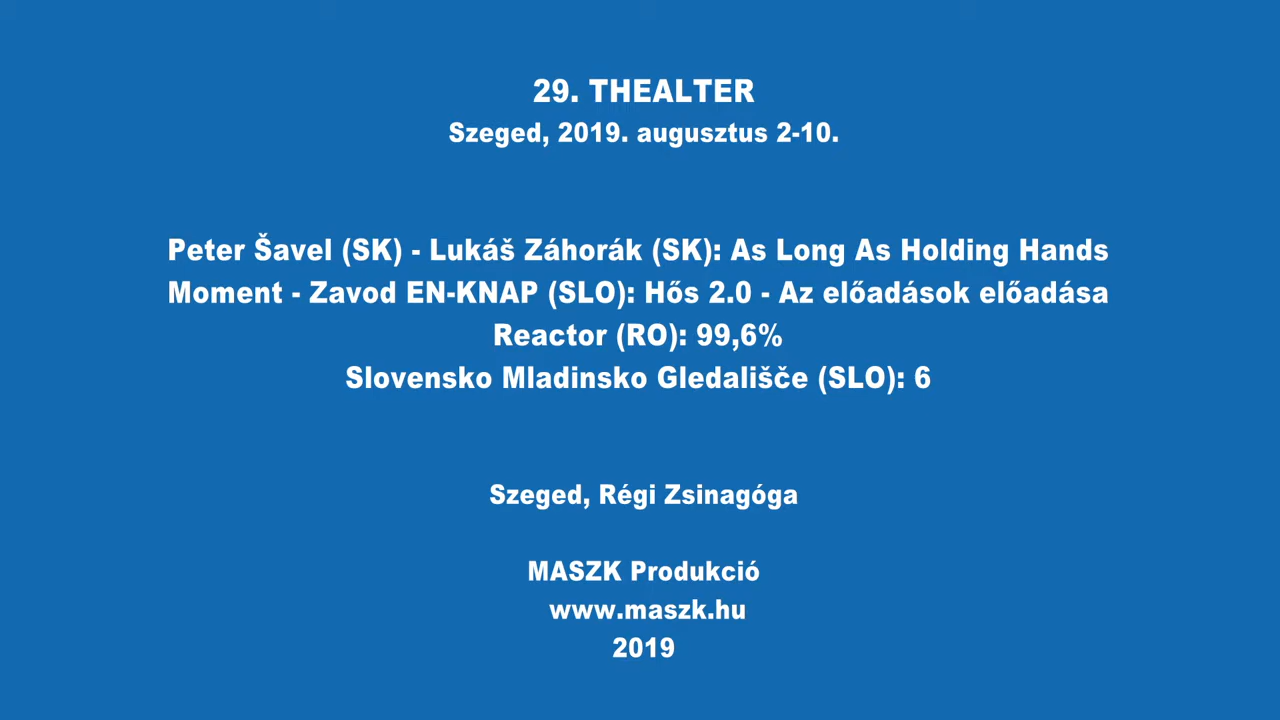 29. THEALTER
Szeged, 2019. augusztus 2-10.
Peter Šavel (SK) - Lukáš Záhorák (SK): As Long As Holding Hands
Moment - Zavod EN-KNAP (SLO): Hős 2.0 - Az előadások előadása
Reactor (RO): 99,6%
Slovensko Mladinsko Gledališče (SLO): 6
Szeged, Régi Zsinagóga
MASZK Produkció
www.maszk.hu
2019